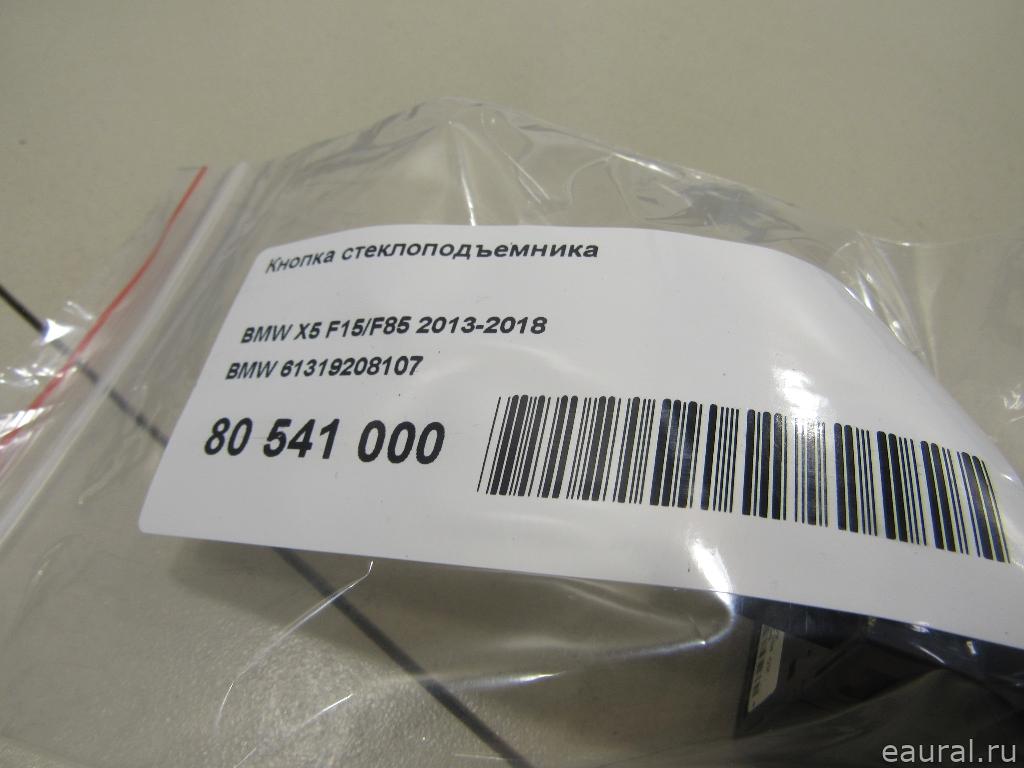 Кнопка стеклоподъемника
BMW X5 F15/F85 2013-2018
BMW 61319208107
80 541 000
eaural.ru